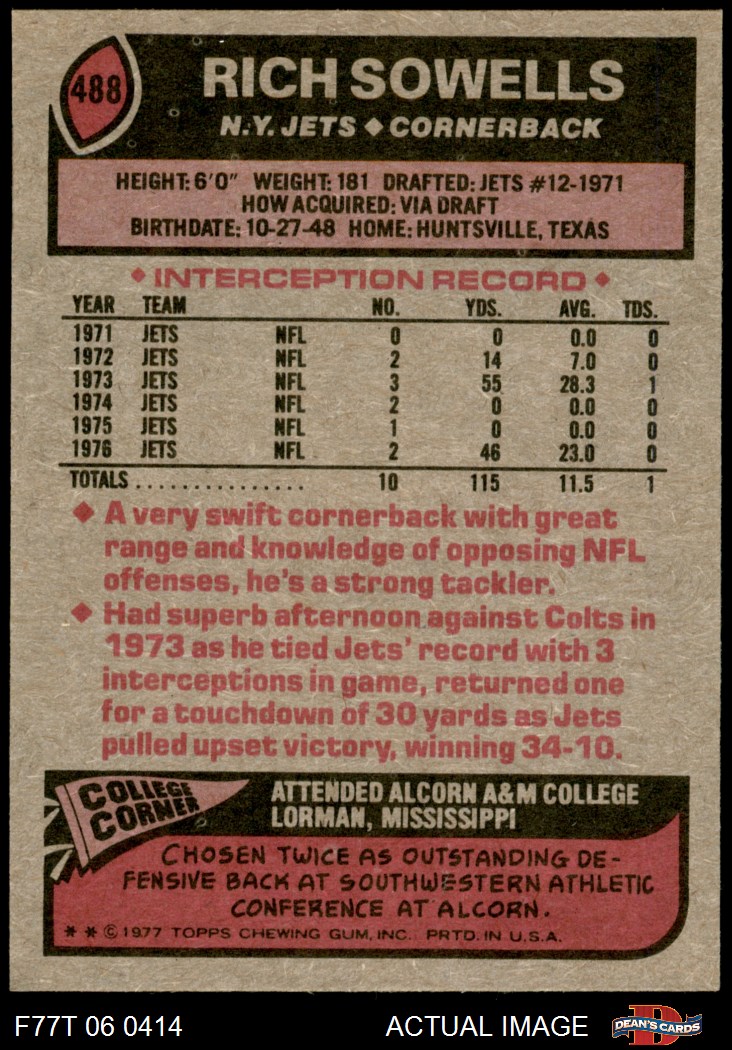 488
RICH SOWELLS
N.Y. JETS ◆ CORNERBACK
HEIGHT: 6'0" WEIGHT: 181 DRAFTED: JETS #12-1971
HOW ACQUIRED: VIA DRAFT
BIRTHDATE: 10-27-48 HOME: HUNTSVILLE, TEXAS
◆ INTERCEPTION RECORD ◆
YEAR TEAM NO. YDS. AVG. TDS.
1971 JETS NFL 0 0 0.0 0
1972 JETS NFL 2 14 7.0 0
1973 JETS NFL 3 55 28.3 1
1974 JETS NFL 2 0 0.0 0
1975 JETS NFL 1 0 0.0 0
1976 JETS NFL 2 46 23.0 0
TOTALS ............... 10 115 11.5 1
◆ A very swift cornerback with great
range and knowledge of opposing NFL
offenses, he's a strong tackler.
◆ Had superb afternoon against Colts in
1973 as he tied Jets' record with 3
interceptions in game, returned one
for a touchdown of 30 yards as Jets
pulled upset victory, winning 34-10.
COLLEGE
CORNER
ATTENDED ALCORN A&M COLLEGE
LORMAN, MISSISSIPPI
CHOSEN TWICE AS OUTSTANDING DE-
FENSIVE BACK AT SOUTHWESTERN ATHLETIC
CONFERENCE AT ALCORN.
* * © 1977 TOPPS CHEWING GUM, INC. PRTD. IN U.S.A.
F77T 06 0414 ACTUAL IMAGE
D
DEAN'S CARDS